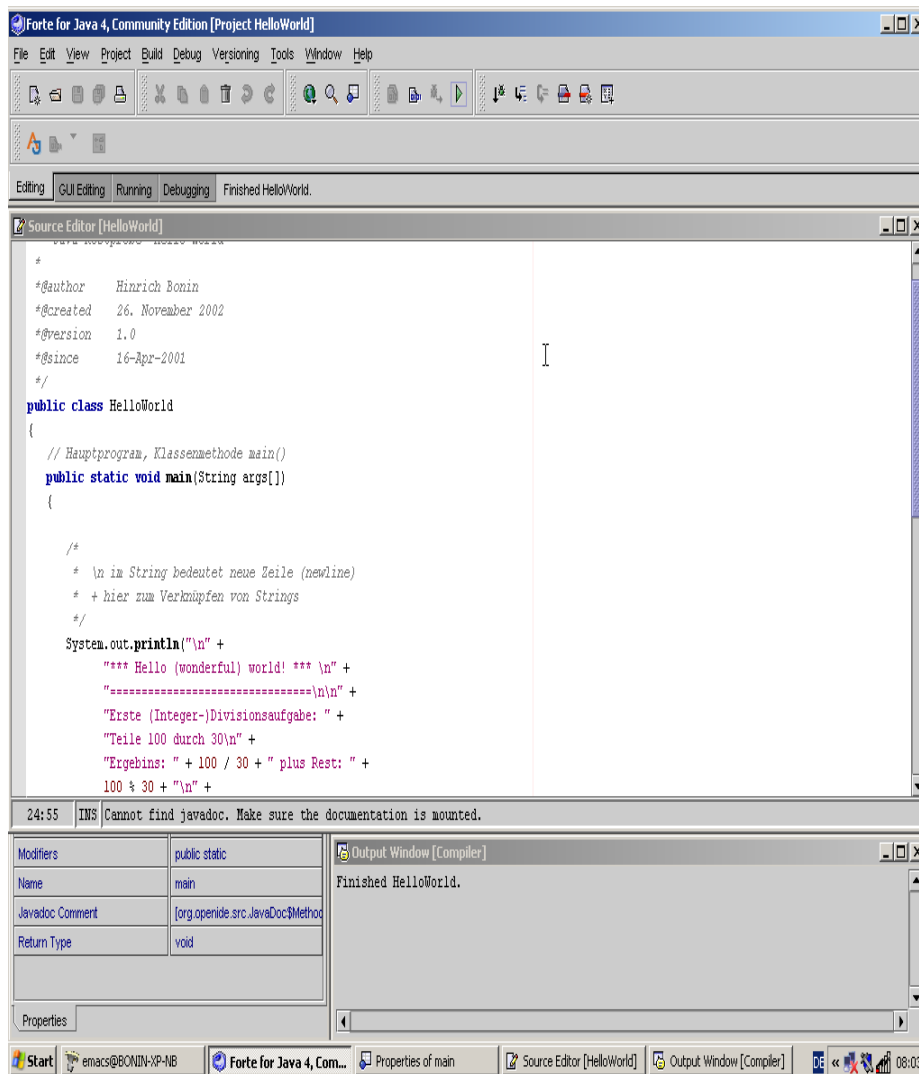 Forte for Java 4, Community Edition [Project HelloWorld]
File Edit View Project Build Debug Versioning Tools Window Help
Editing GUI Editing Running Debugging Finished HelloWorld.
Source Editor [HelloWorld]
*
*@author Hinrich Bonin
*@created 26. November 2002
*@version 1.0
*@since 16-Apr-2001
*/
public class HelloWorld
{
// Hauptprogram, Klassenmethode main()
public static void main(String args[])
{
/*
* \n im String bedeutet neue Zeile (newline)
* + hier zum Verknüpfen von Strings
*/
System.out.println("\n" +
"*** Hello (wonderful) world! *** \n" +
"================================\n\n" +
"Erste (Integer-)Divisionsaufgabe: " +
"Teile 100 durch 30\n" +
"Ergebins: " + 100 / 30 + " plus Rest: " +
100 % 30 + "\n" +
24:55 INS Cannot find javadoc. Make sure the documentation is mounted.
Modifiers public static
Name main
Javadoc Comment [org.openide.src.JavaDoc$Method
Return Type void
Properties
Output Window [Compiler]
Finished HelloWorld.
Start emacs@BONIN-XP-NB Forte for Java 4, Com... Properties of main Source Editor [HelloWorld] Output Window [Compiler] DE « 08:03